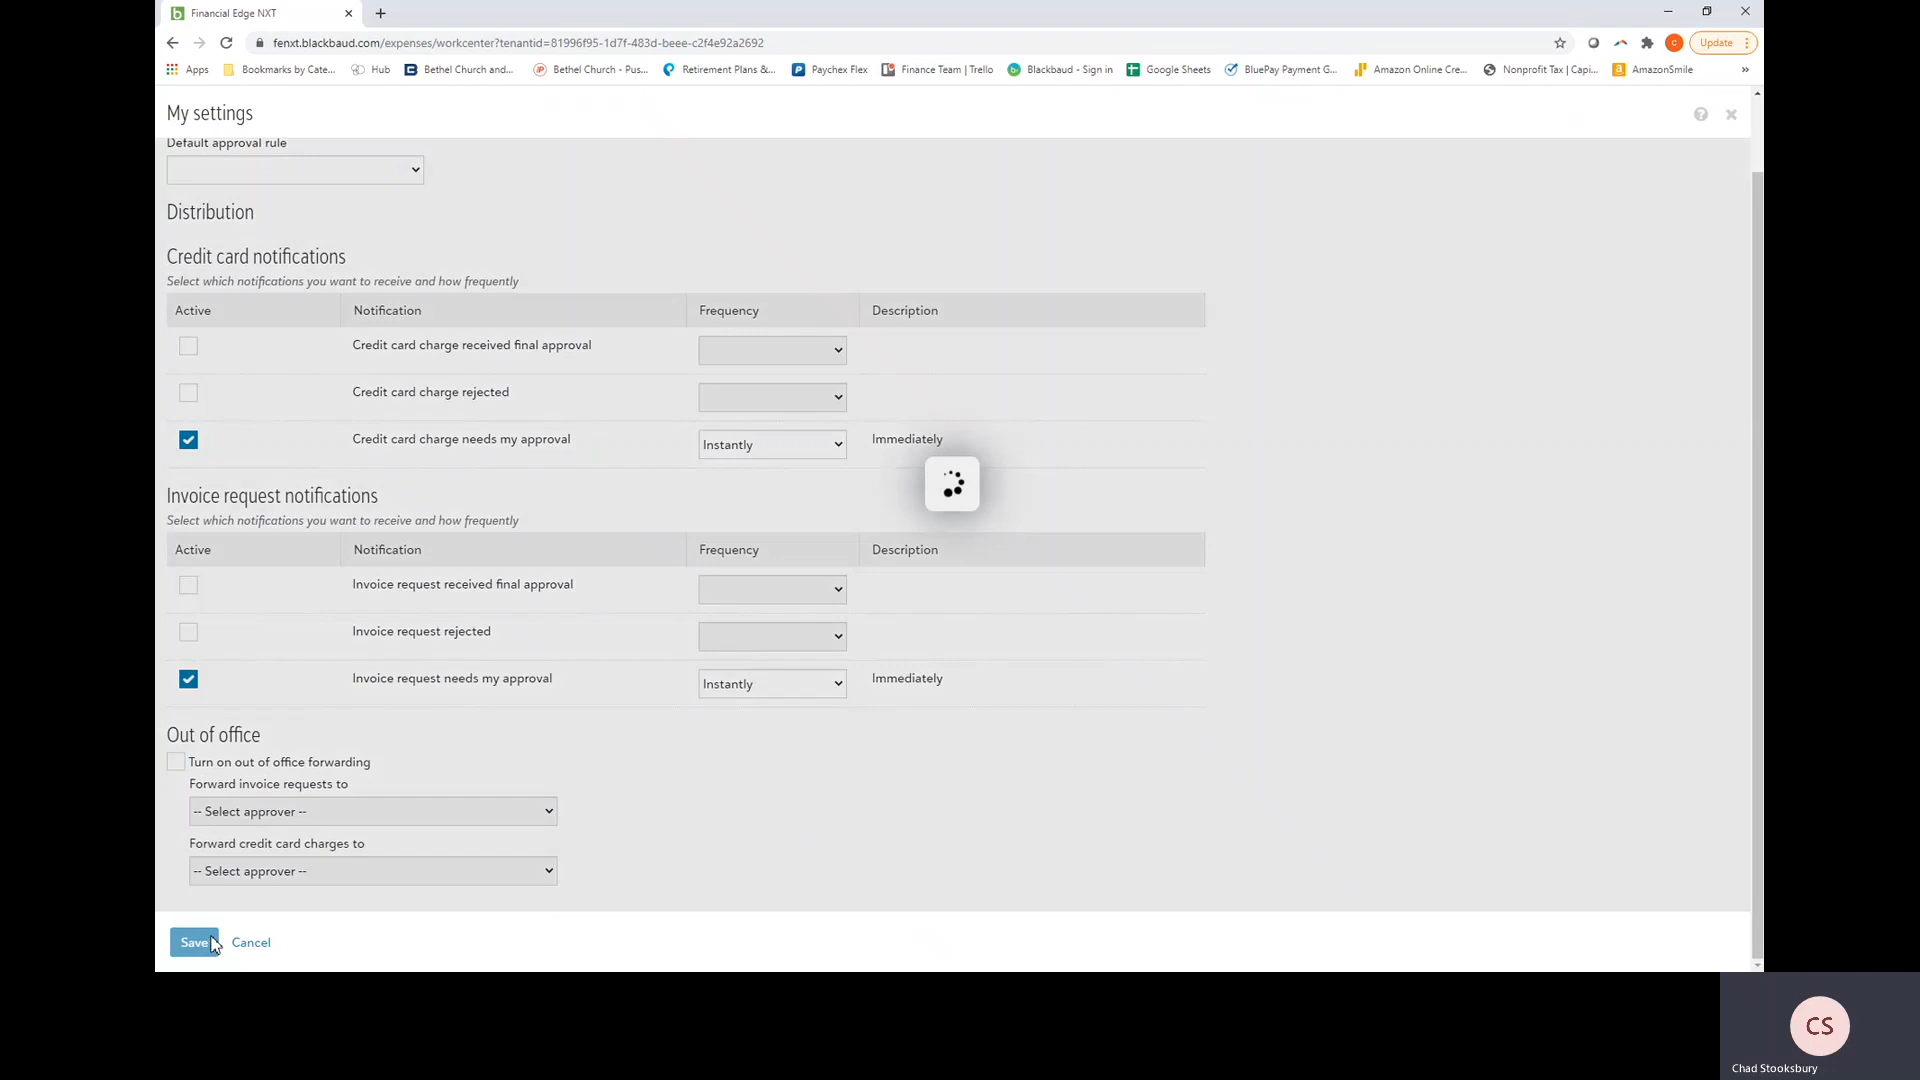 Financial Edge NXT
fenxt.blackbaud.com/expenses/workcenter?tenantid=81996f95-1d7f-483d-beee-c2f4e92a2692
C
Update
Apps
Bookmarks by Cate...
Hub
Bethel Church and...
Bethel Church - Pus...
Retirement Plans &...
Paychex Flex
Finance Team | Trello
Blackbaud - Sign in
Google Sheets
BluePay Payment G...
Amazon Online Cre...
Nonprofit Tax | Capi...
AmazonSmile
»
My settings
Default approval rule
Distribution
Credit card notifications
Select which notifications you want to receive and how frequently
Active Notification Frequency Description
Credit card charge received final approval
Credit card charge rejected
Credit card charge needs my approval Instantly Immediately
Invoice request notifications
Select which notifications you want to receive and how frequently
Active Notification Frequency Description
Invoice request received final approval
Invoice request rejected
Invoice request needs my approval Instantly Immediately
Out of office
Turn on out of office forwarding
Forward invoice requests to
-- Select approver --
Forward credit card charges to
-- Select approver --
Save Cancel
CS
Chad Stooksbury